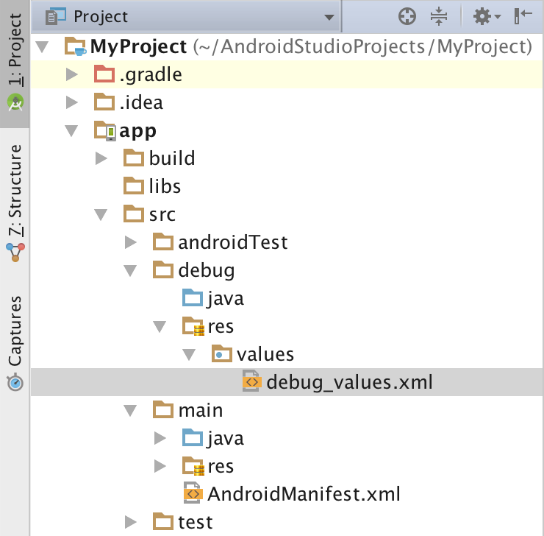 Project
1: Project
7: Structure
Captures
MyProject (~/AndroidStudioProjects/MyProject)
.gradle
.idea
app
build
libs
src
androidTest
debug
java
res
values
debug_values.xml
main
java
res
AndroidManifest.xml
test